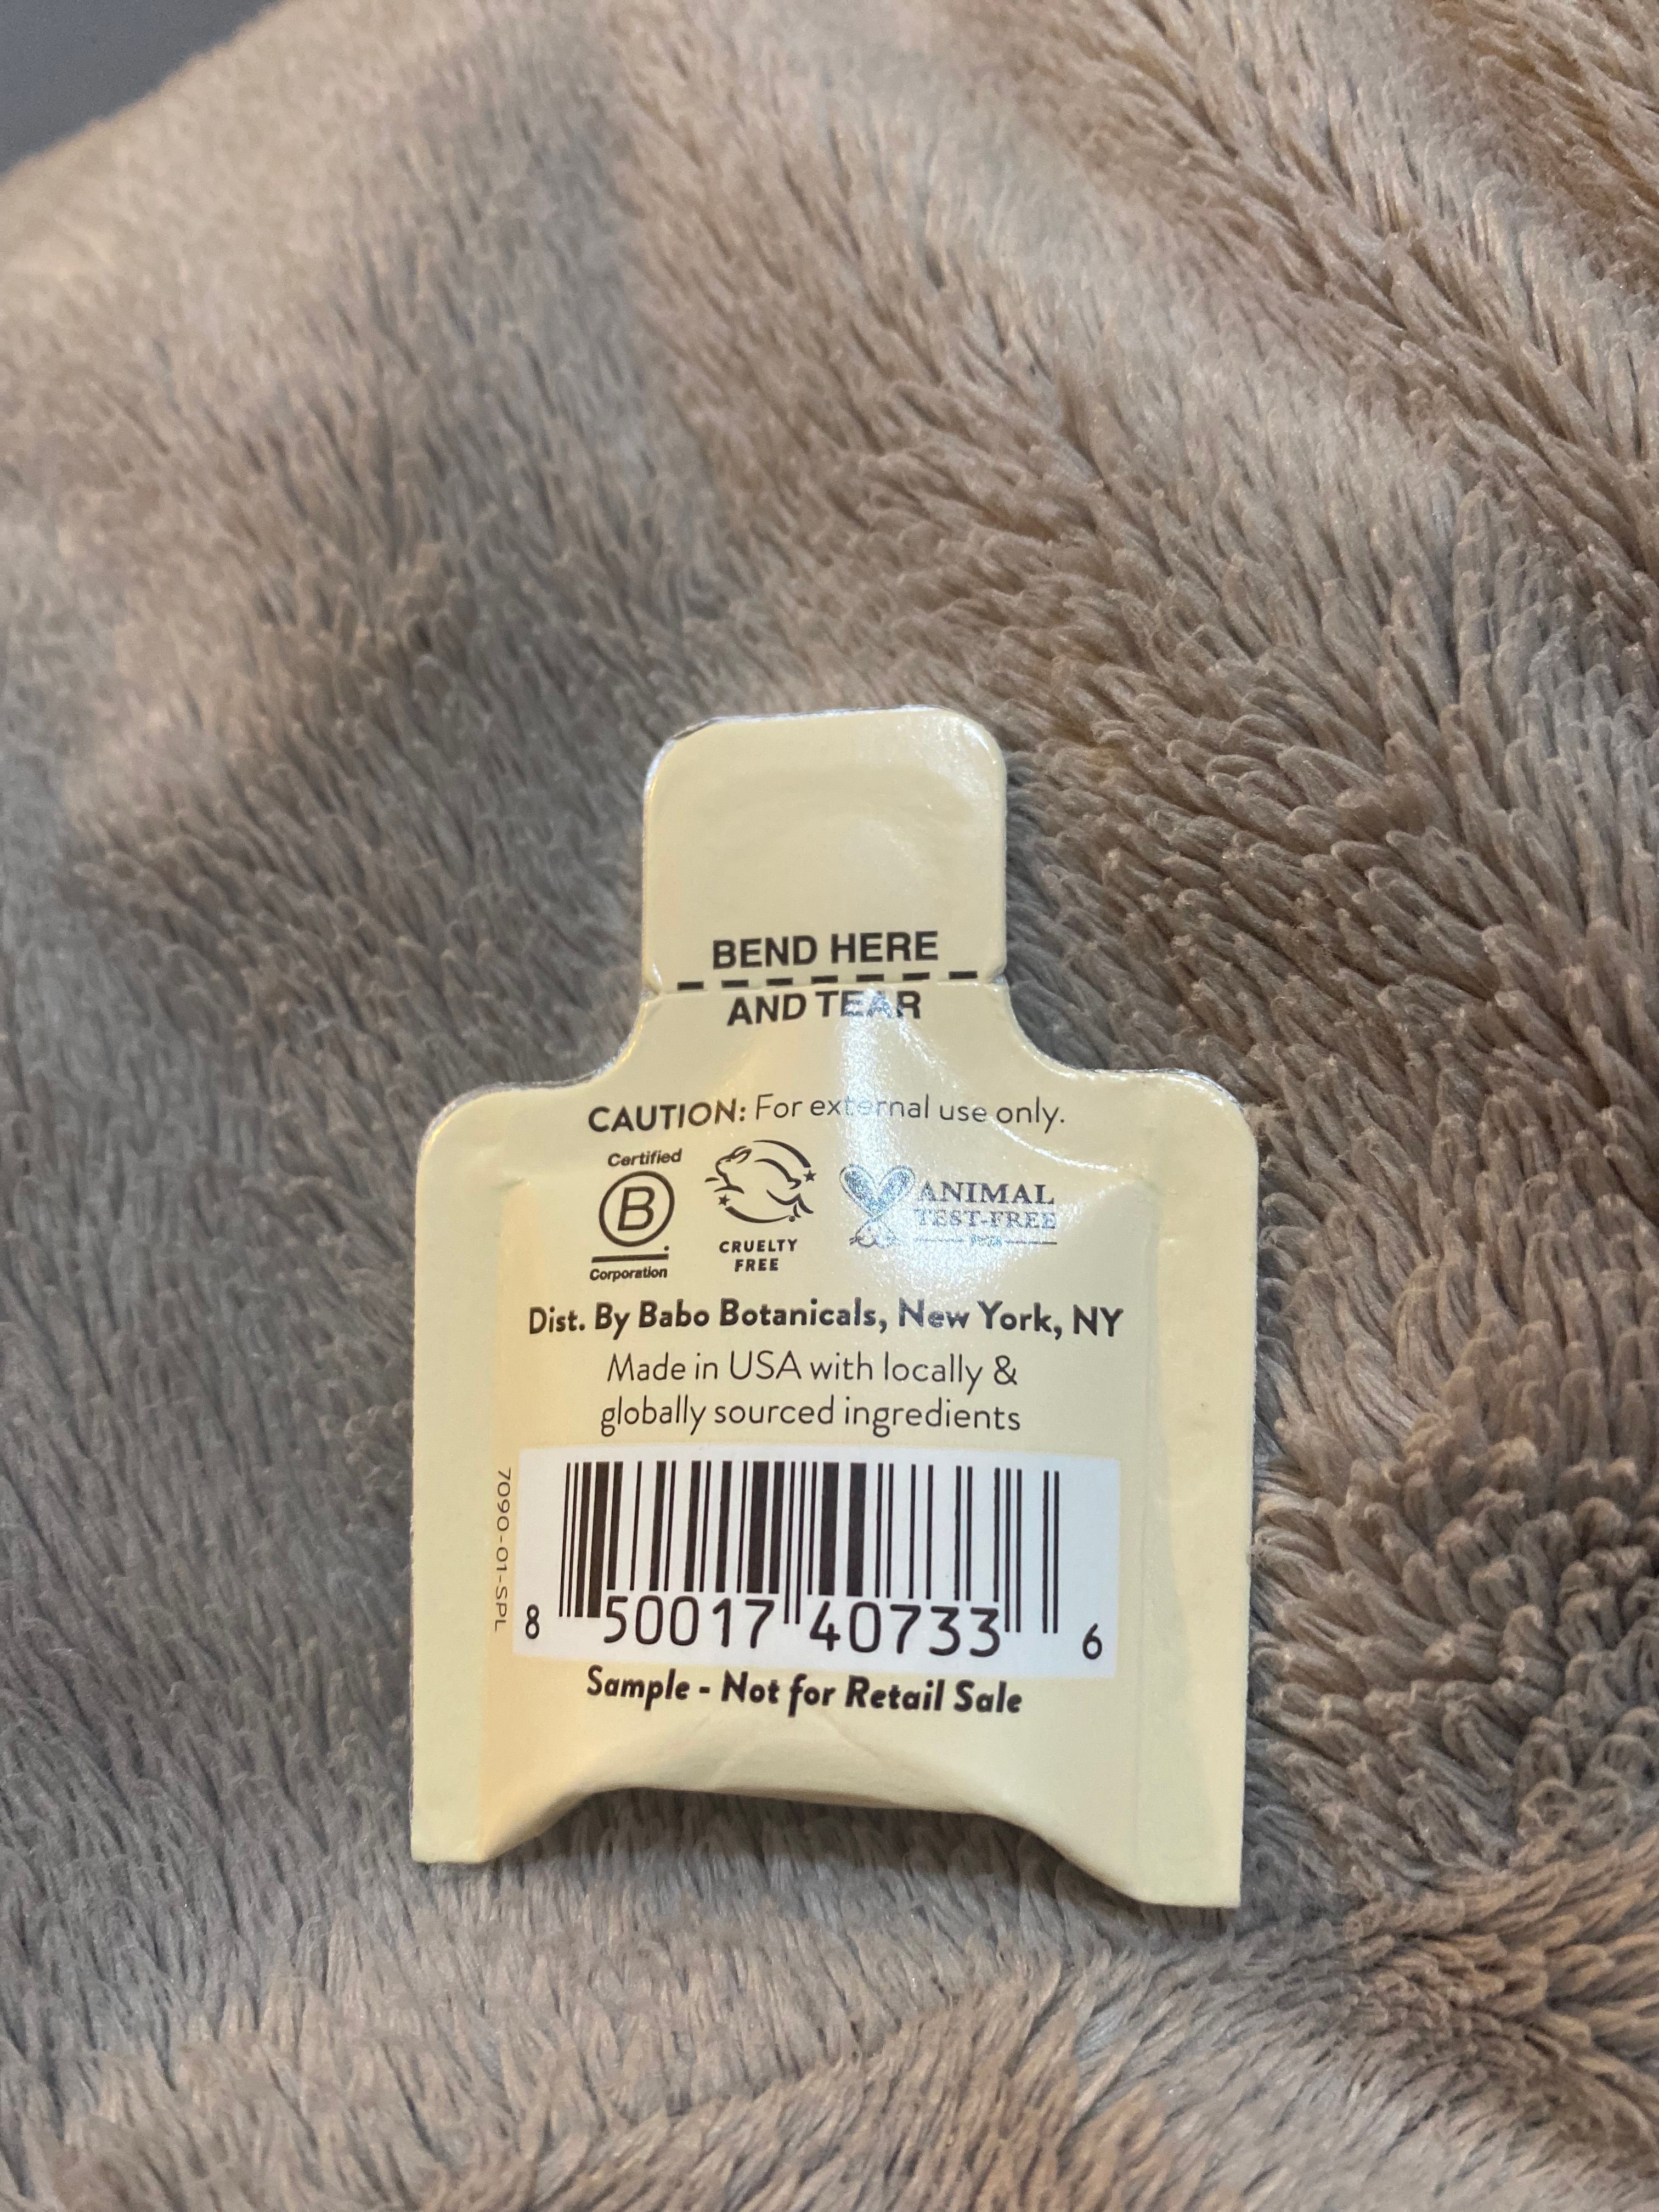 BEND HERE
AND TEAR
CAUTION: For external use only.
Certified
B
Corporation
CRUELTY
FREE
ANIMAL
TEST-FREE
PeTA
Dist. By Babo Botanicals, New York, NY
Made in USA with locally &
globally sourced ingredients
7090-01-SPL
8 50017 40733 6
Sample - Not for Retail Sale